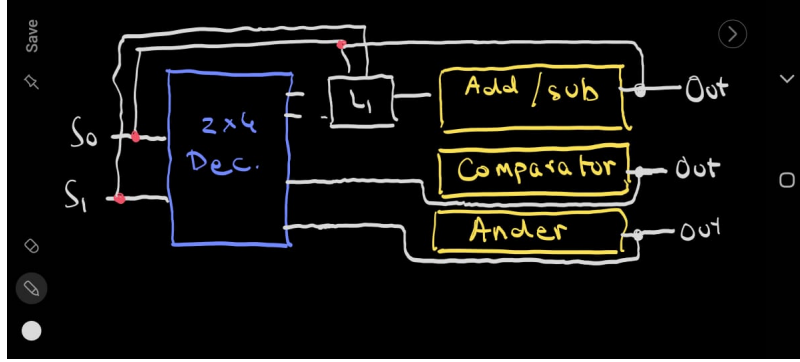 Save
Add / sub
Out
L1
2x4
Dec.
S0
S1
Comparator
Out
Ander
Out